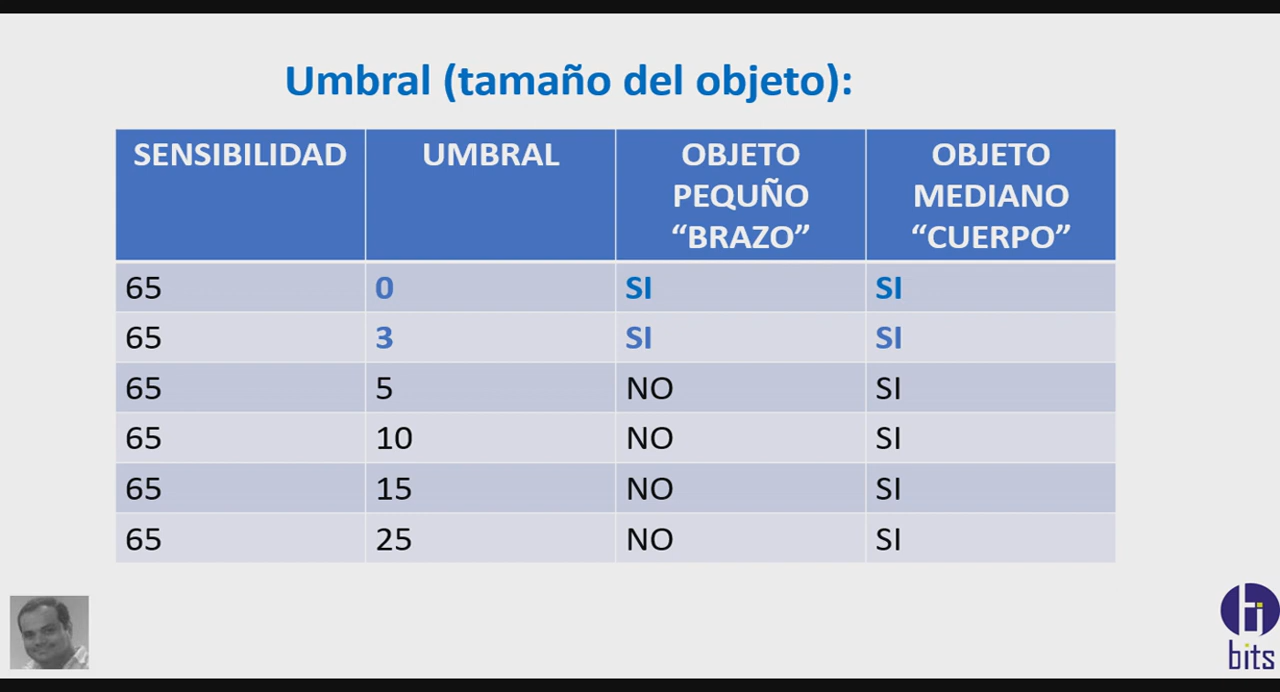 Umbral (tamaño del objeto):
SENSIBILIDAD UMBRAL OBJETO PEQUÑO “BRAZO” OBJETO MEDIANO “CUERPO”
65 0 SI SI
65 3 SI SI
65 5 NO SI
65 10 NO SI
65 15 NO SI
65 25 NO SI
bits